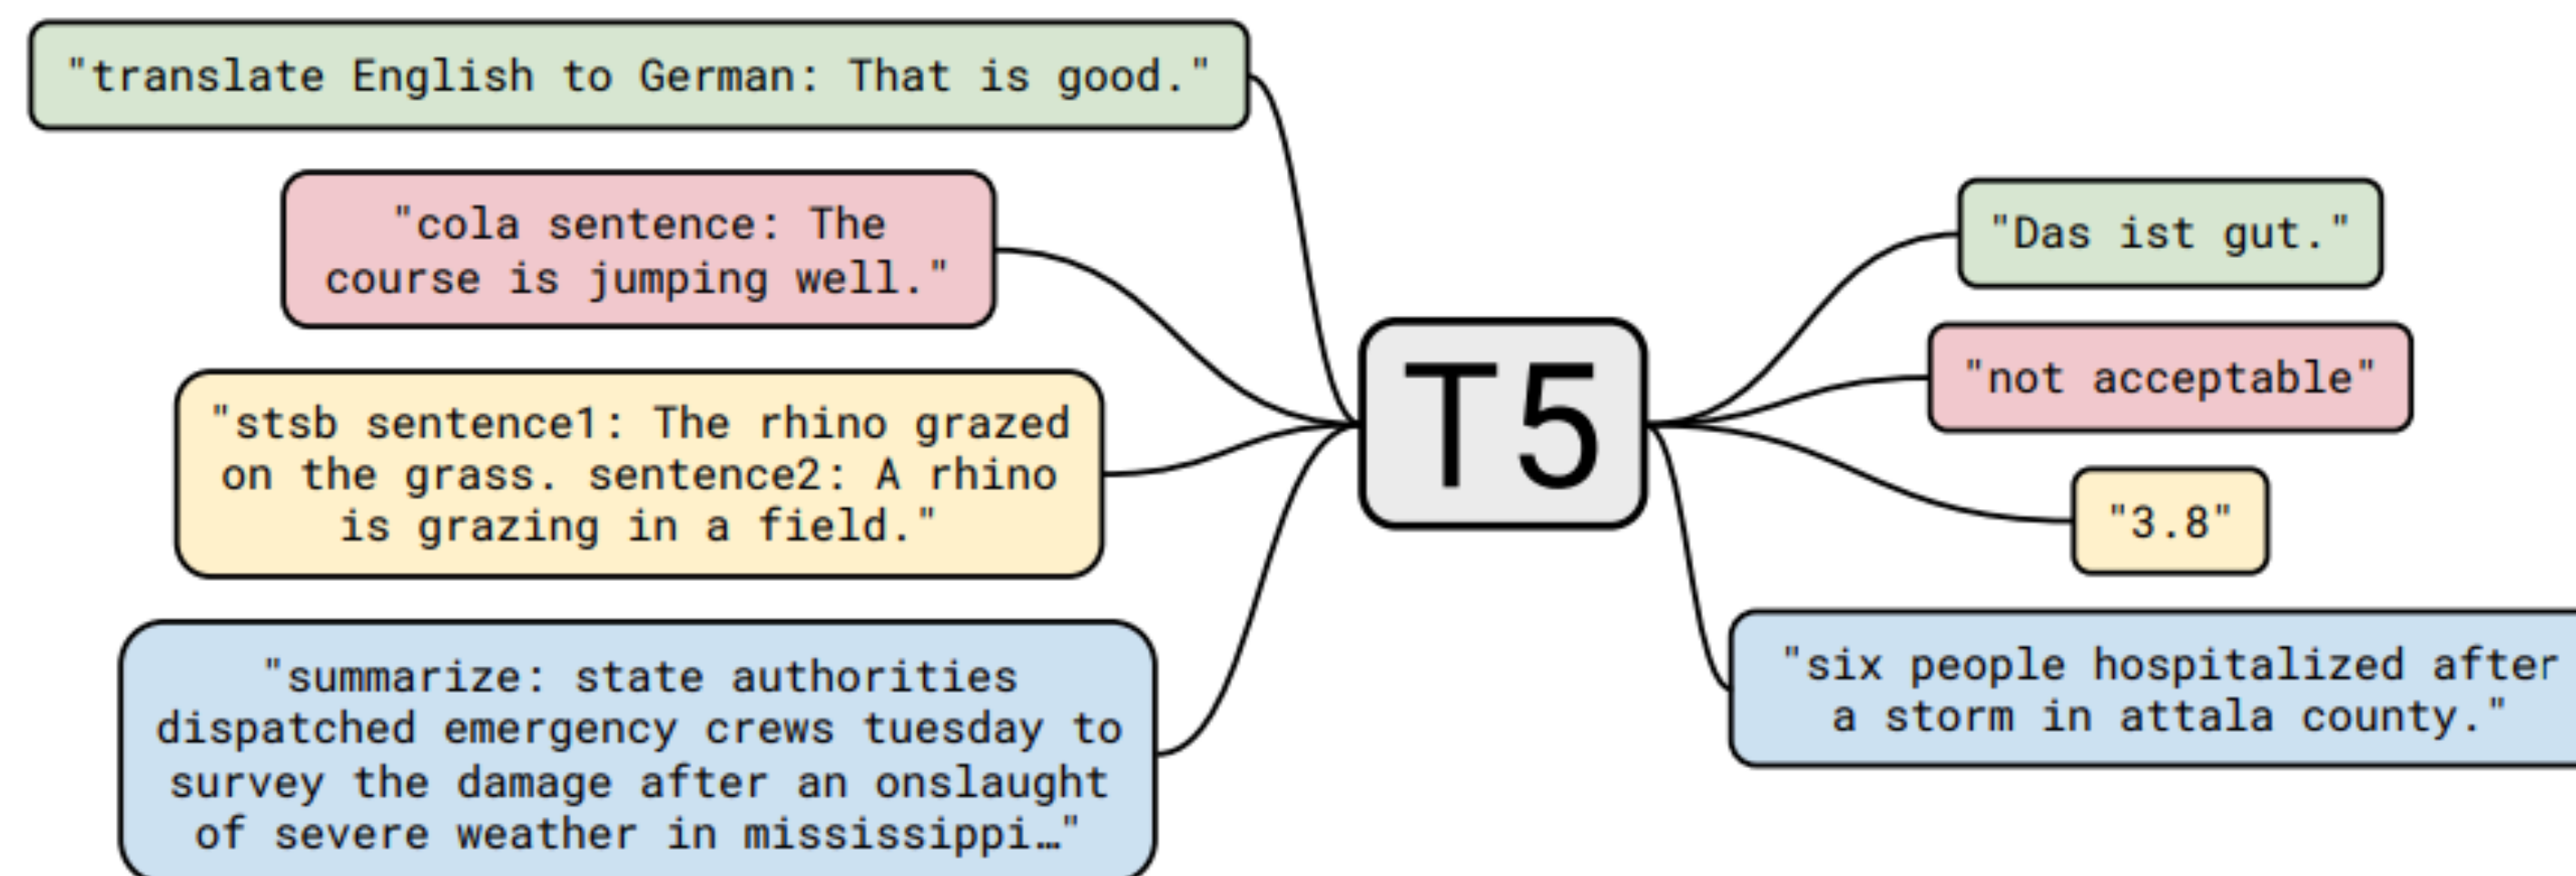 "translate English to German: That is good."
"cola sentence: The
course is jumping well."
"stsb sentence1: The rhino grazed
on the grass. sentence2: A rhino
is grazing in a field."
"summarize: state authorities
dispatched emergency crews tuesday to
survey the damage after an onslaught
of severe weather in mississippi…"
T5
"Das ist gut."
"not acceptable"
"3.8"
"six people hospitalized after
a storm in attala county."